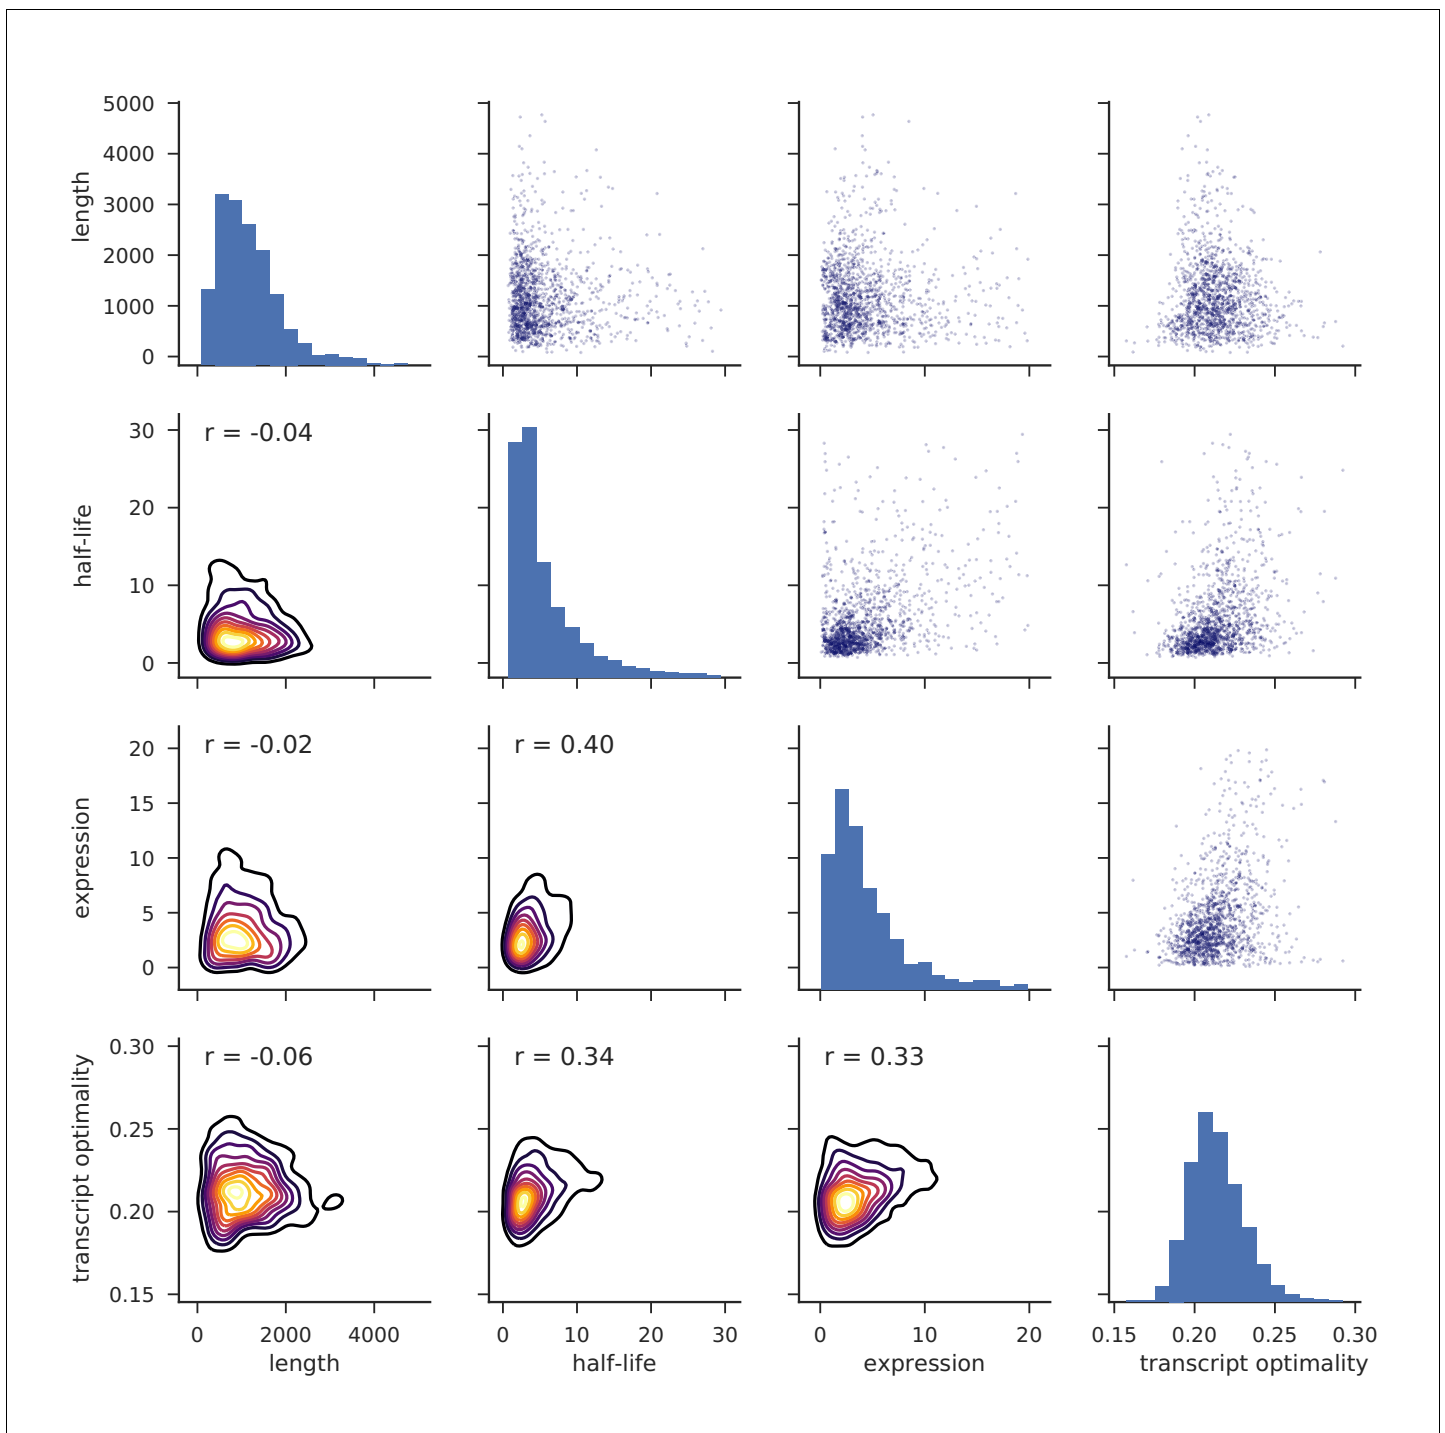 length
5000
4000
3000
2000
1000
0
half-life
30
20
10
0
r = -0.04
expression
20
15
10
5
0
r = -0.02
r = 0.40
transcript optimality
0.30
0.25
0.20
0.15
r = -0.06
r = 0.34
r = 0.33
0 2000 4000
0 10 20 30
0 10 20
0.15 0.20 0.25 0.30
length
half-life
expression
transcript optimality